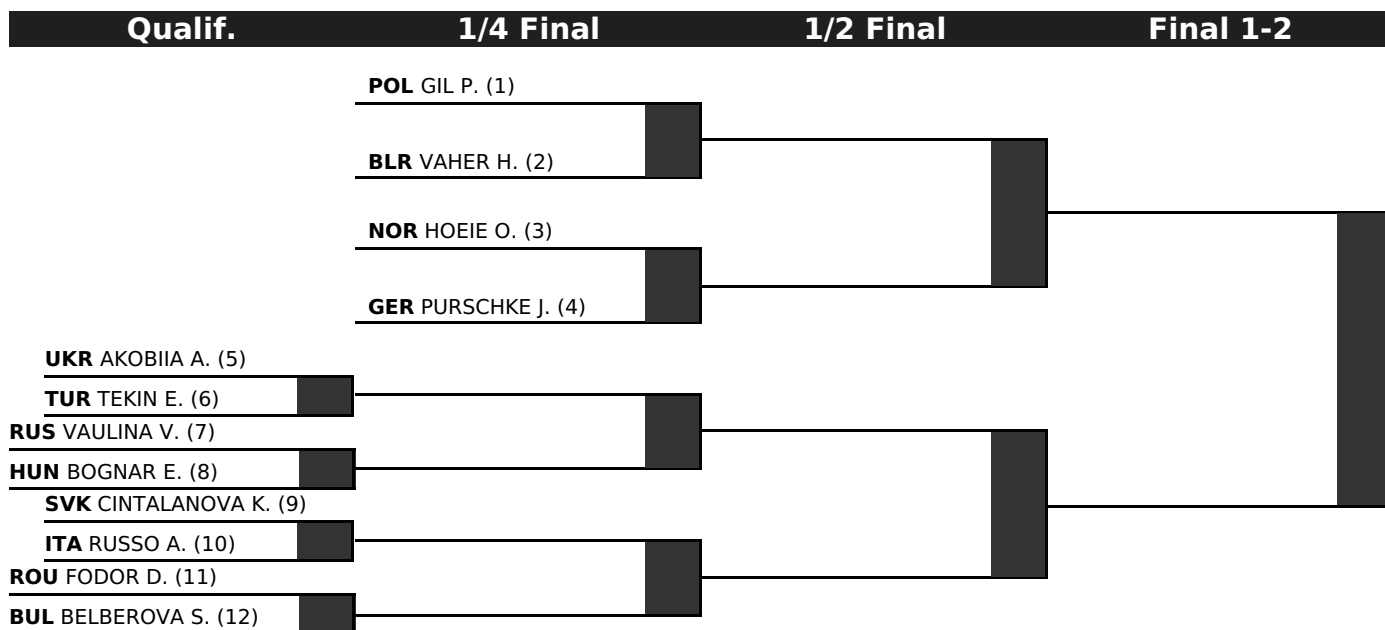 Qualif. 1/4 Final 1/2 Final Final 1-2
POL GIL P. (1)
BLR VAHER H. (2)
NOR HOEIE O. (3)
GER PURSCHKE J. (4)
UKR AKOBIIA A. (5)
TUR TEKIN E. (6)
RUS VAULINA V. (7)
HUN BOGNAR E. (8)
SVK CINTALANOVA K. (9)
ITA RUSSO A. (10)
ROU FODOR D. (11)
BUL BELBEROVA S. (12)